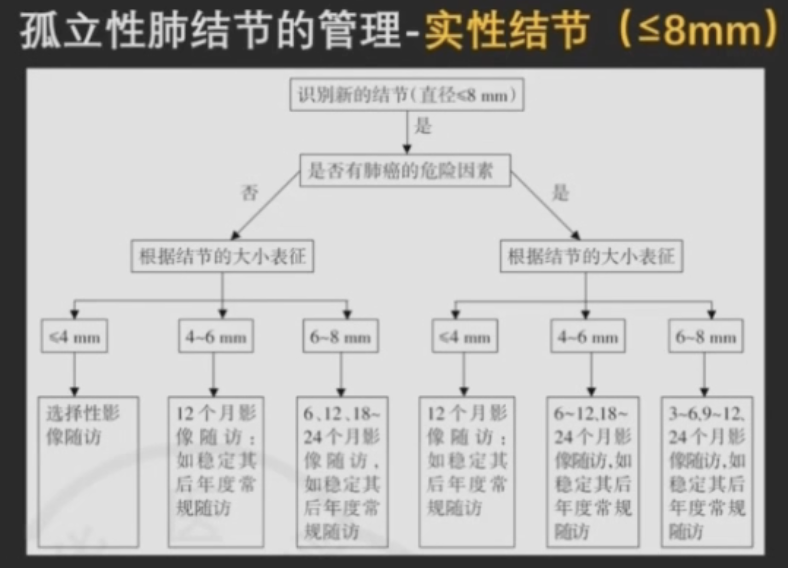 孤立性肺结节的管理-实性结节（≤8mm）
识别新的结节(直径≤8 mm)
是
是否有肺癌的危险因素
否
是
根据结节的大小表征
根据结节的大小表征
≤4 mm
4~6 mm
6~8 mm
≤4 mm
4~6 mm
6~8 mm
选择性影
像随访
12个月影
像随访；
如稳定其
后年度常
规随访
6、12、18~
24个月影
像随访，
如稳定其
后年度常
规随访
12个月影
像随访；
如稳定其
后年度常
规随访
6~12,18~
24个月影
像随访,如
稳定其后
年度常规
随访
3~6,9~12,
24个月影
像随访,如
稳定其后
年度常规
随访